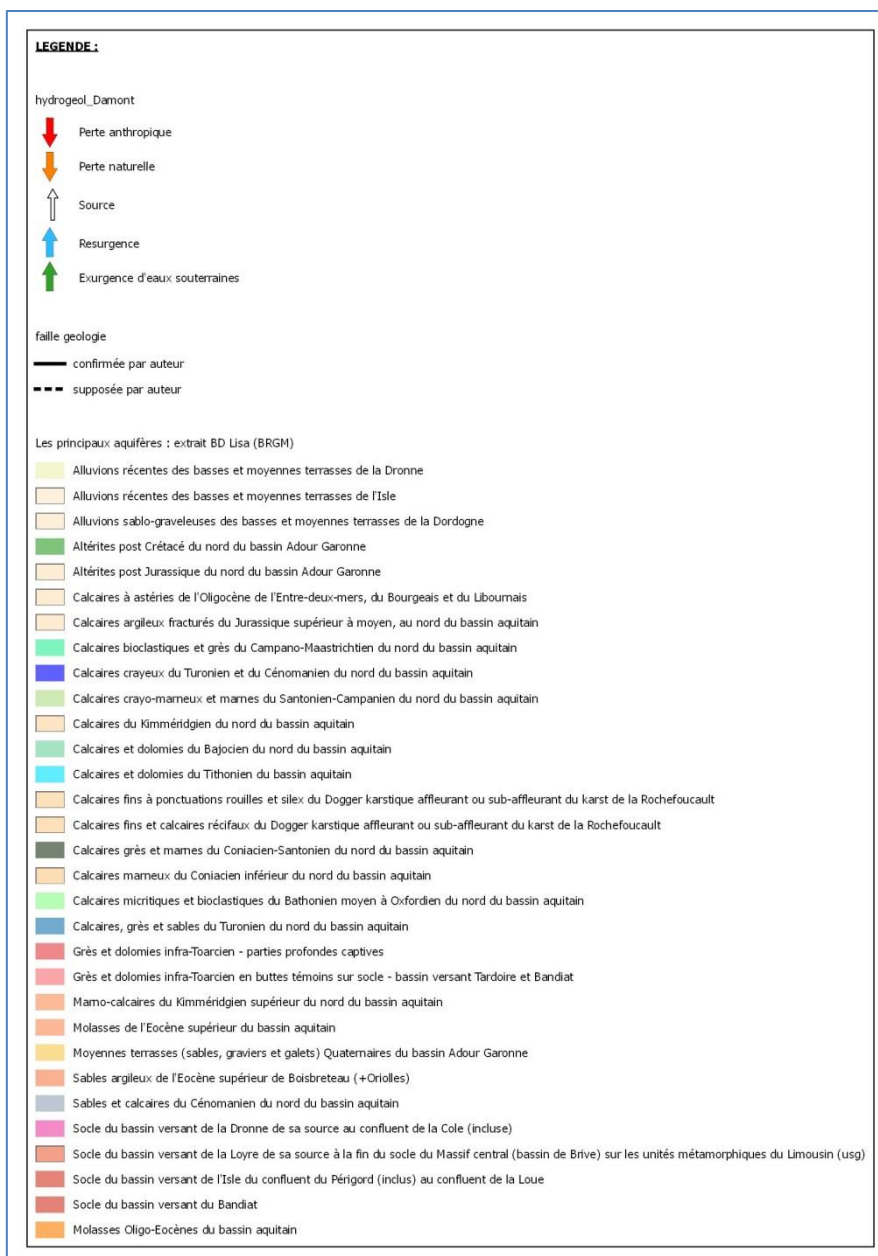 LEGENDE :
hydrogeol_Damont
Perte anthropique
Perte naturelle
Source
Resurgence
Exurgence d'eaux souterraines
faille geologie
confirmée par auteur
supposée par auteur
Les principaux aquifères : extrait BD Lisa (BRGM)
Alluvions récentes des basses et moyennes terrasses de la Dronne
Alluvions récentes des basses et moyennes terrasses de l'Isle
Alluvions sablo-graveleuses des basses et moyennes terrasses de la Dordogne
Altérites post Crétacé du nord du bassin Adour Garonne
Altérites post Jurassique du nord du bassin Adour Garonne
Calcaires à astéries de l'Oligocène de l'Entre-deux-mers, du Bourgeais et du Libournais
Calcaires argileux fracturés du Jurassique supérieur à moyen, au nord du bassin aquitain
Calcaires bioclastiques et grès du Campano-Maastrichtien du nord du bassin aquitain
Calcaires crayeux du Turonien et du Cénomanien du nord du bassin aquitain
Calcaires crayo-marneux et marnes du Santonien-Campanien du nord du bassin aquitain
Calcaires du Kimméridgien du nord du bassin aquitain
Calcaires et dolomies du Bajocien du nord du bassin aquitain
Calcaires et dolomies du Tithonien du bassin aquitain
Calcaires fins à ponctuations rouilles et silex du Dogger karstique affleurant ou sub-affleurant du karst de la Rochefoucault
Calcaires fins et calcaires récifaux du Dogger karstique affleurant ou sub-affleurant du karst de la Rochefoucault
Calcaires grès et marnes du Coniacien-Santonien du nord du bassin aquitain
Calcaires marneux du Coniacien inférieur du nord du bassin aquitain
Calcaires micritiques et bioclastiques du Bathonien moyen à Oxfordien du nord du bassin aquitain
Calcaires, grès et sables du Turonien du nord du bassin aquitain
Grès et dolomies infra-Toarcien - parties profondes captives
Grès et dolomies infra-Toarcien en buttes témoins sur socle - bassin versant Tardoire et Bandiat
Marno-calcaires du Kimméridgien supérieur du nord du bassin aquitain
Molasses de l'Eocène supérieur du bassin aquitain
Moyennes terrasses (sables, graviers et galets) Quaternaires du bassin Adour Garonne
Sables argileux de l'Eocène supérieur de Boisbreteau (+Oriolles)
Sables et calcaires du Cénomanien du nord du bassin aquitain
Socle du bassin versant de la Dronne de sa source au confluent de la Cole (incluse)
Socle du bassin versant de la Loyre de sa source à la fin du socle du Massif central (bassin de Brive) sur les unités métamorphiques du Limousin (usg)
Socle du bassin versant de l'Isle du confluent du Périgord (inclus) au confluent de la Loue
Socle du bassin versant du Bandiat
Molasses Oligo-Eocènes du bassin aquitain